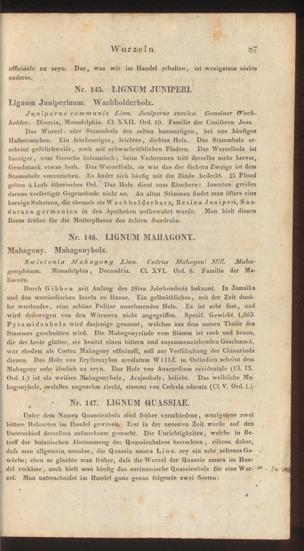 Wurzeln. 87
officinale zu seyn. Das, was wir im Handel erhalten, ist wenigstens nichts
anderes.
Nr. 145. LIGNUM JUNIPERI.
Lignum Juniperinum. Wachholderholz.
Juniperus communis Linn. Juniperus suecica. Gemeiner Wach-
holder. Dioecia, Monadelphia. Cl. XXII. Ord. 10. Familie der Coniferen Juss.
Das Wurzel- oder Stammholz des selten baumartigen, bei uns häufigen
Halbstrauches. Ein feinfaseriges, leichtes, dichtes Holz. Das Stammholz er-
scheint gelblichweiſs, auch mit schwachröthlichen Fladern. Das Wurzelholz ist
harziger, vom Geruche balsamisch; beim Verbrennen tritt derselbe mehr hervor,
Geschmack etwas herb. Das Wurzelholz, so wie das der dickern Zweige ist dem
Stammholz vorzuziehen. Es findet sich häufig mit der Rinde bedeckt. 15 Pfund
geben 4 Loth ätherisches Oel. Das Holz dient zum Räuchern: Insecten greifen
daraus verfertigte Gegenstände nicht an. An alten Stämmen findet man öfters eine
harzige Substanz, die ehemals als Wachholderharz, Resina Juniperi, San-
daraca germanica in den Apotheken aufbewahrt wurde. Man hielt diesen
Baum früher für die Mutterpflanze des ächten Sandraks.
Nr. 146. LIGNUM MAHAGONY.
Mahagony. Mahagonyholz.
Swietenia Mahagony Linn. Cedrus Mahagoni Mill. Maha-
gonybaum. Monadelphia, Decandria. Cl. XVI. Ord. 8. Familie der Ma-
liaceen.
Durch Gibbon seit Anfang des 18ten Jahrhunderts bekannt. In Jamaika
und den westindischen Inseln zu Hause. Ein gelbröthliches, mit der Zeit dunk-
ler werdendes, eine schöne Politur annehmendes Holz. Es ist sehr fest, und
wird deſswegen von den Würmern nicht angegriffen. Specif. Gewicht 1,063.
Pyramidenholz wird dasjenige genannt, welches aus dem untern Theile des
Stammes geschnitten wird. Die Mahagonyrinde vom Stamm ist rauh und braun,
die der Aeste glatter, sie besitzt einen bittern und zusammenziehenden Geschmack,
war ehedem als Cortex Mahagony officinell, soll zur Verfälschung der Chinarinde
dienen. Das Holz von Erythroxylon areolatum Willd. in Ostindien scheint dem
Mahagony sehr ähnlich zu seyn. Das Holz von Anacardium occidentale (Cl. IX.
Ord. 1.) ist als weiſses Mahagonyholz, Acajouholz, beliebt. Das weibliche Ma-
hagonyholz, welches angenehm riecht, stammt von Cedrela odorata (Cl. V. Ord. 1.).
Nr. 147. LIGNUM QUASSIAE.
Unter dem Namen Quassienholz sind früher verschiedene, wenigstens zwei
bittere Holzarten im Handel gewesen. Erst in der neuesten Zeit wurde auf den
Unterschied derselben aufmerksam gemacht. Die Unrichtigkeiten, welche in Be-
treff der botanischen Abstammung des Quassienholzes herrschten, rühren daher,
daſs man allgemein annahm, die Quassia amara Linn. sey ein sehr seltenes Ge-
wächs; eben so glaubte man früher, daſs die Wurzel der Quassia amara im Han-
del vorkäme, auch hielt man häufig das surinamische Quassienholz für eine Wur-
zel. Man unterscheidet im Handel ganz genau folgende zwei Sorten: